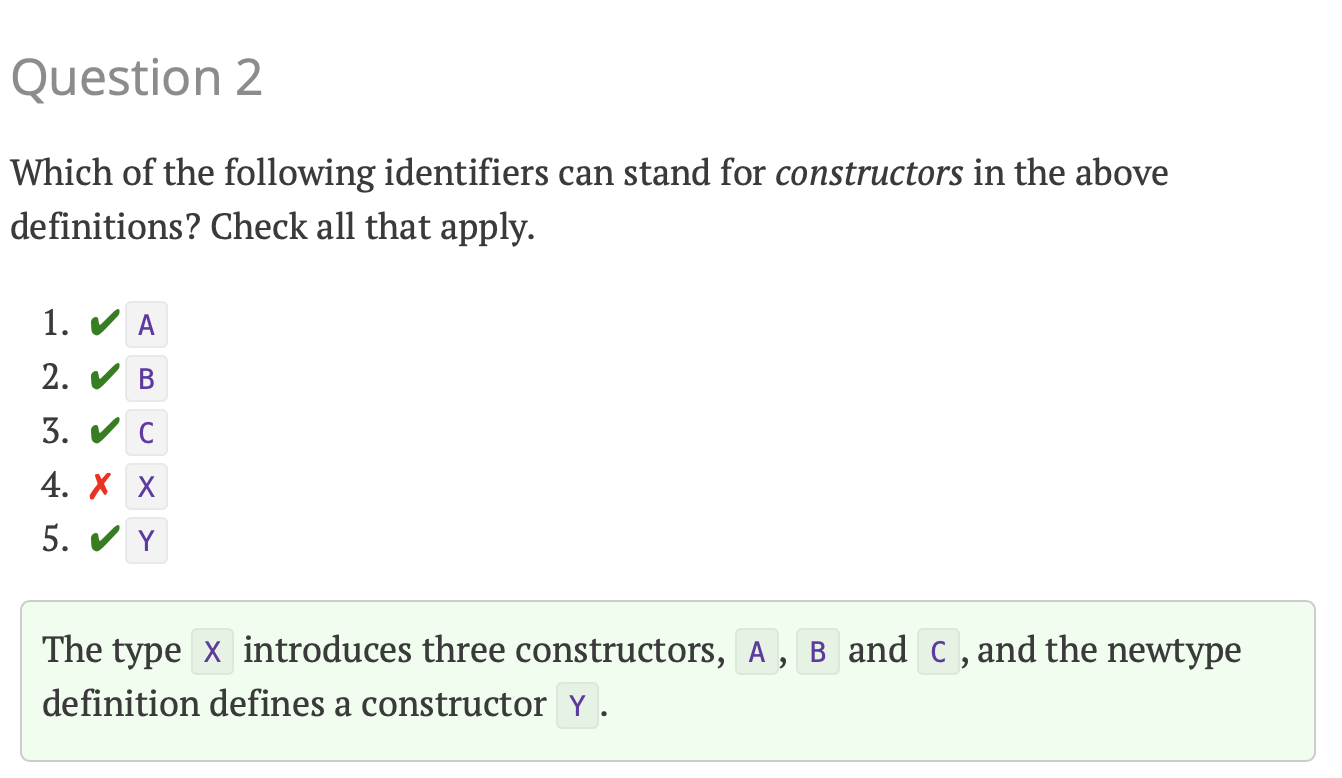 Question 2
Which of the following identifiers can stand for constructors in the above
definitions? Check all that apply.
1. ✔ A
2. ✔ B
3. ✔ C
4. ✗ X
5. ✔ Y
The type X introduces three constructors, A, B and C, and the newtype
definition defines a constructor Y.